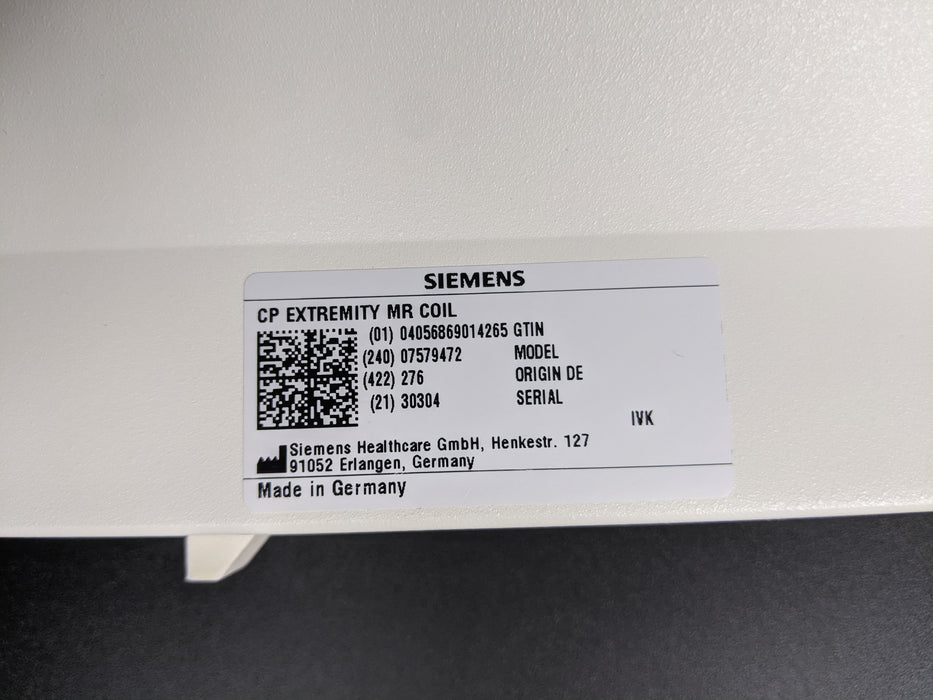 SIEMENS
CP EXTREMITY MR COIL
(01) 04056869014265 GTIN
(240) 07579472 MODEL
(422) 276 ORIGIN DE
(21) 30304 SERIAL
IVK
Siemens Healthcare GmbH, Henkestr. 127
91052 Erlangen, Germany
Made in Germany